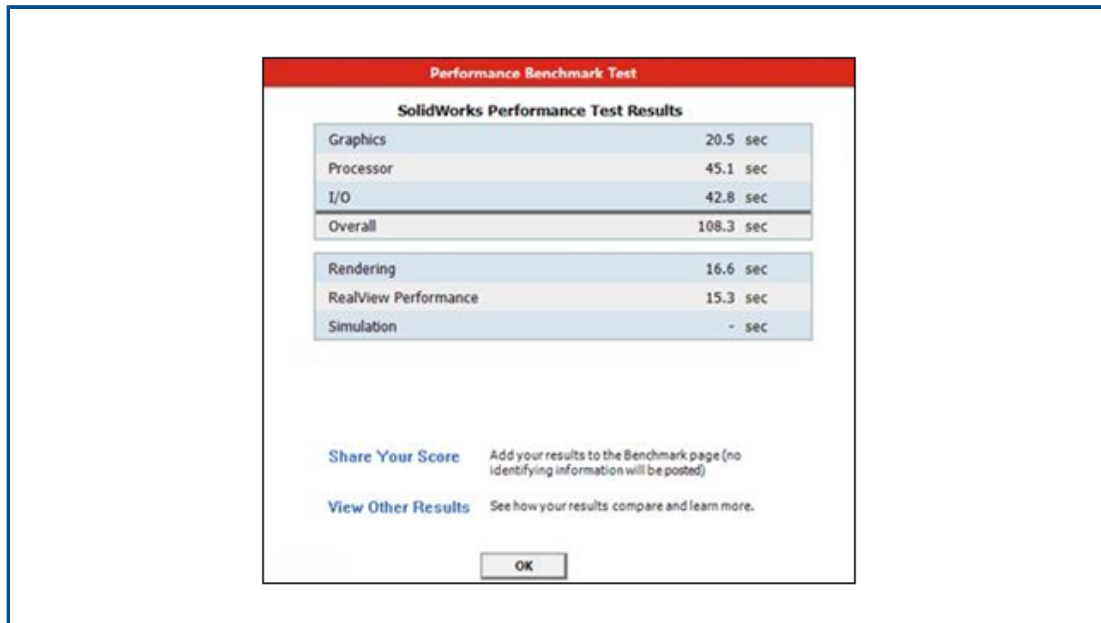 Performance Benchmark Test
SolidWorks Performance Test Results
Graphics 20.5 sec
Processor 45.1 sec
I/O 42.8 sec
Overall 108.3 sec
Rendering 16.6 sec
RealView Performance 15.3 sec
Simulation - sec
Share Your Score Add your results to the Benchmark page (no
identifying information will be posted)
View Other Results See how your results compare and learn more.
OK